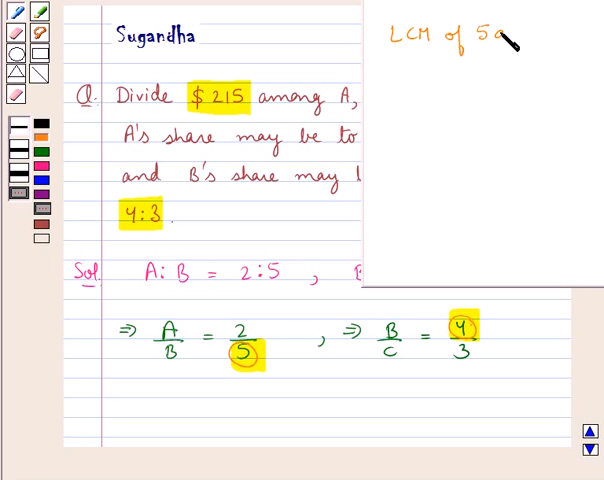 Sugandha
LCM of 5 a
Q. Divide $ 215 among A,
A's share may be to
and B's share may
4:3.
Sol. A:B = 2:5 , B
⇒ A/B = 2/5 , ⇒ B/C = 4/3